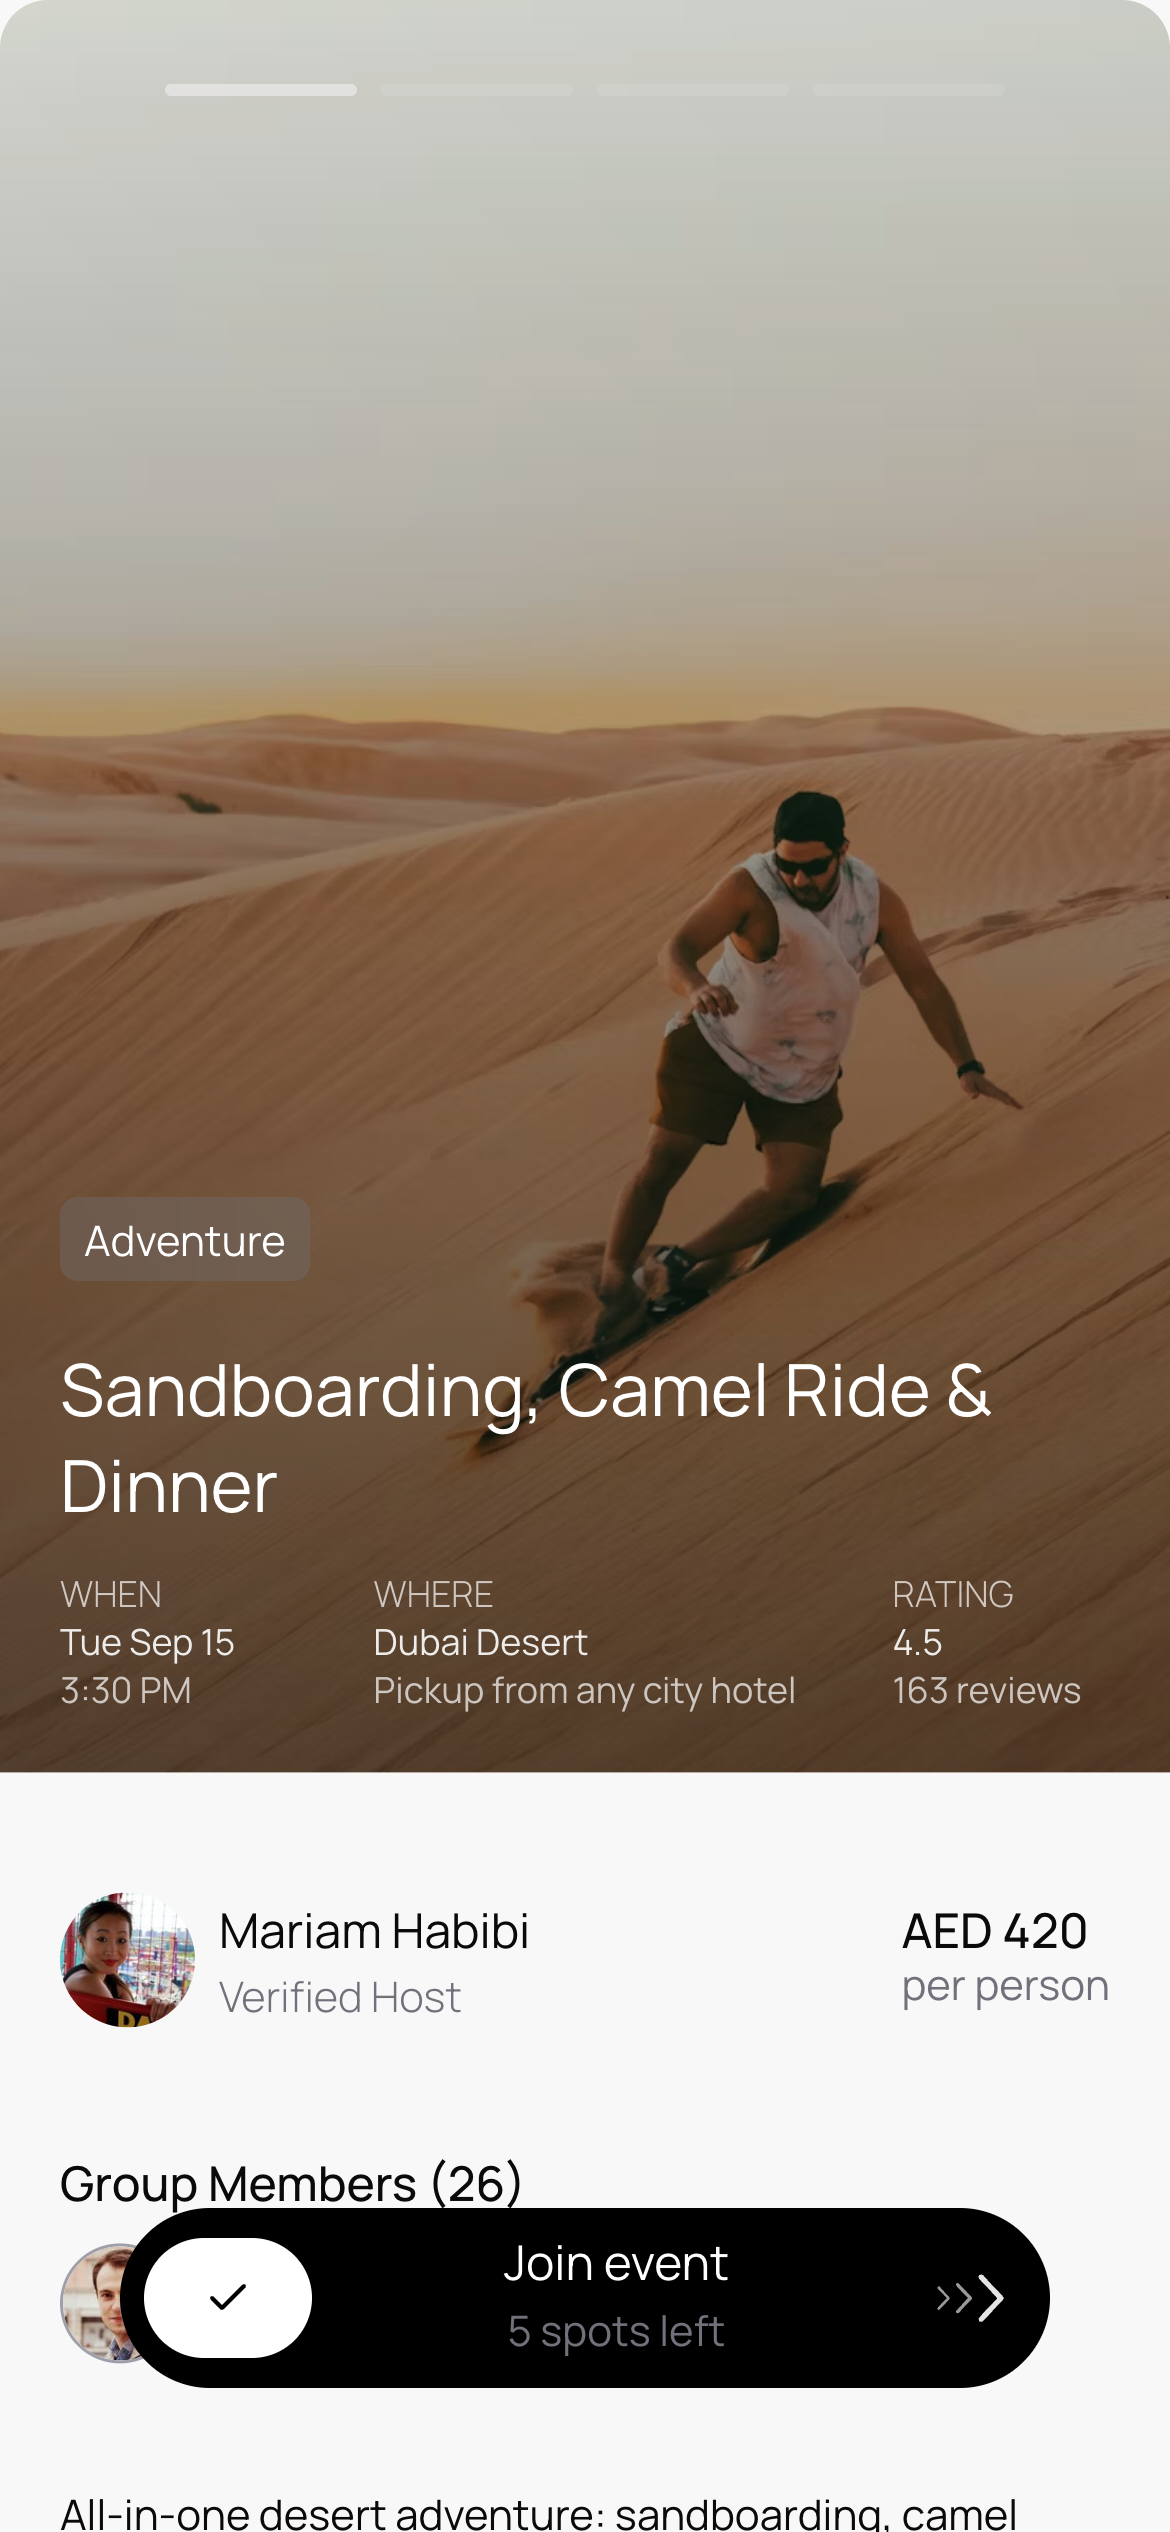 Adventure
Sandboarding, Camel Ride &
Dinner
WHEN
Tue Sep 15
3:30 PM
WHERE
Dubai Desert
Pickup from any city hotel
RATING
4.5
163 reviews
Mariam Habibi
Verified Host
AED 420
per person
Group Members (26)
Join event
5 spots left
All-in-one desert adventure: sandboarding, camel